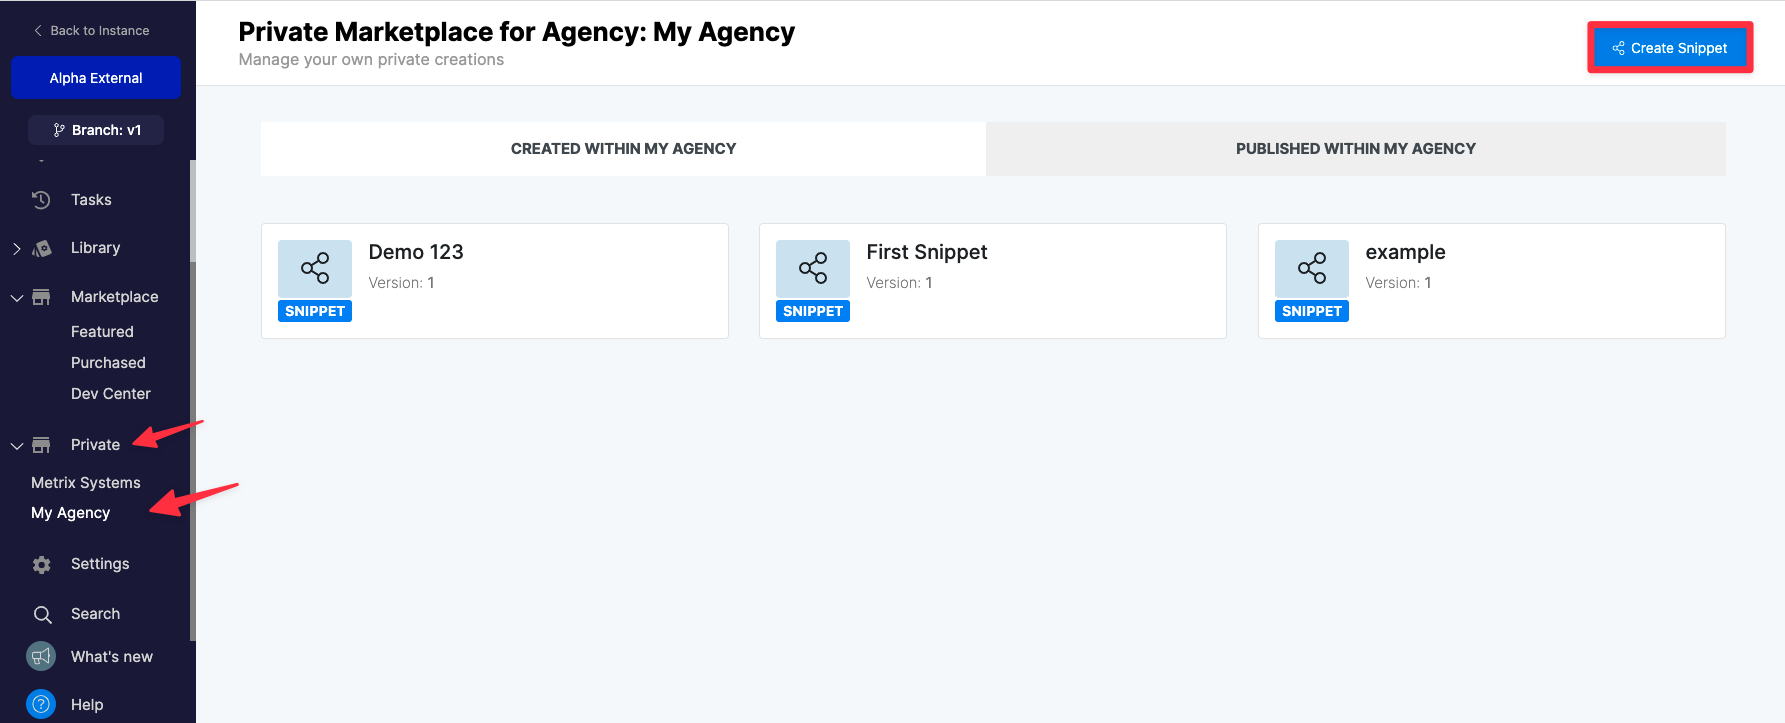 Back to Instance
Alpha External
Branch: v1
Tasks
Library
Marketplace
Featured
Purchased
Dev Center
Private
Metrix Systems
My Agency
Settings
Search
What's new
? Help
Private Marketplace for Agency: My Agency
Manage your own private creations
Create Snippet
CREATED WITHIN MY AGENCY
PUBLISHED WITHIN MY AGENCY
Demo 123
Version: 1
SNIPPET
First Snippet
Version: 1
SNIPPET
example
Version: 1
SNIPPET